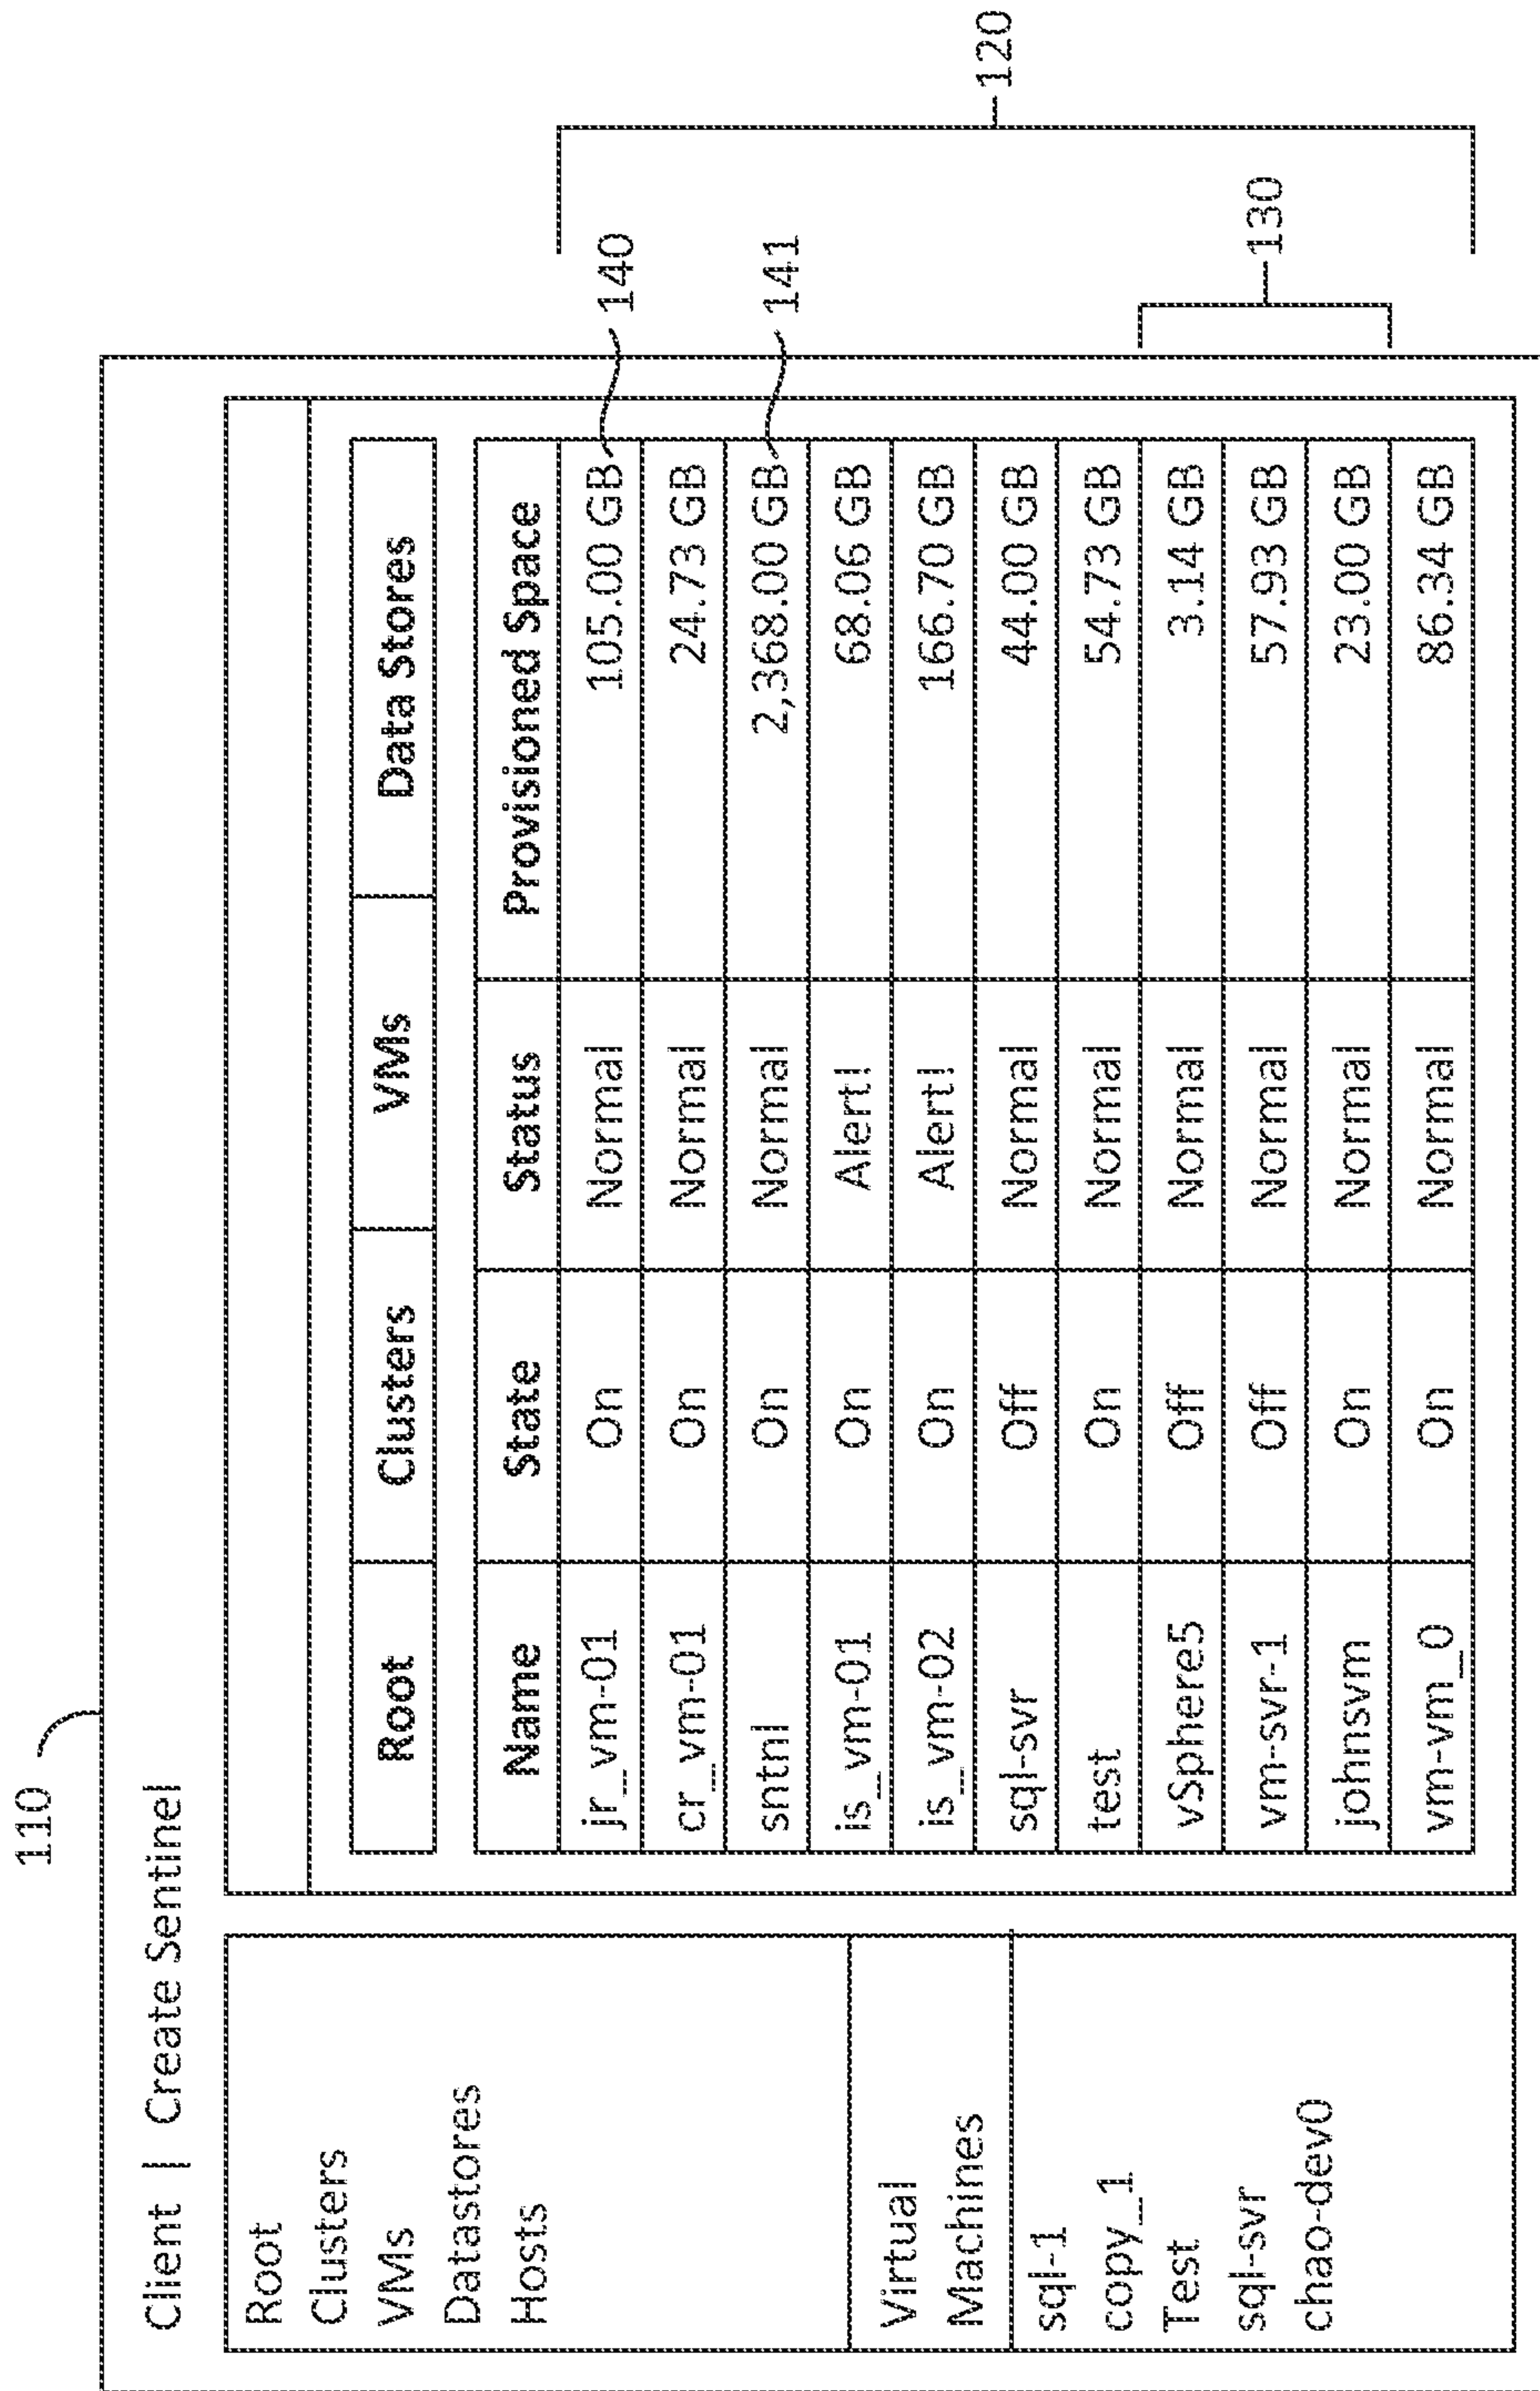 110
Client | Create Sentinel
Root
Clusters
VMs
Datastores
Hosts
Virtual
Machines
sql-1
copy_1
Test
sql-svr
chao-dev0
Root Clusters VMs Data Stores
Name State Status Provisioned Space
jr_vm-01 On Normal 105.00 GB
cr_vm-01 On Normal 24.73 GB
sntnl On Normal 2,368.00 GB
is_vm-01 On Alert! 68.06 GB
is_vm-02 On Alert! 166.70 GB
sql-svr Off Normal 44.00 GB
test On Normal 54.73 GB
vSphere5 Off Normal 3.14 GB
vm-svr-1 Off Normal 57.93 GB
johnsvm On Normal 23.00 GB
vm-vm_0 On Normal 86.34 GB
140
141
130
120